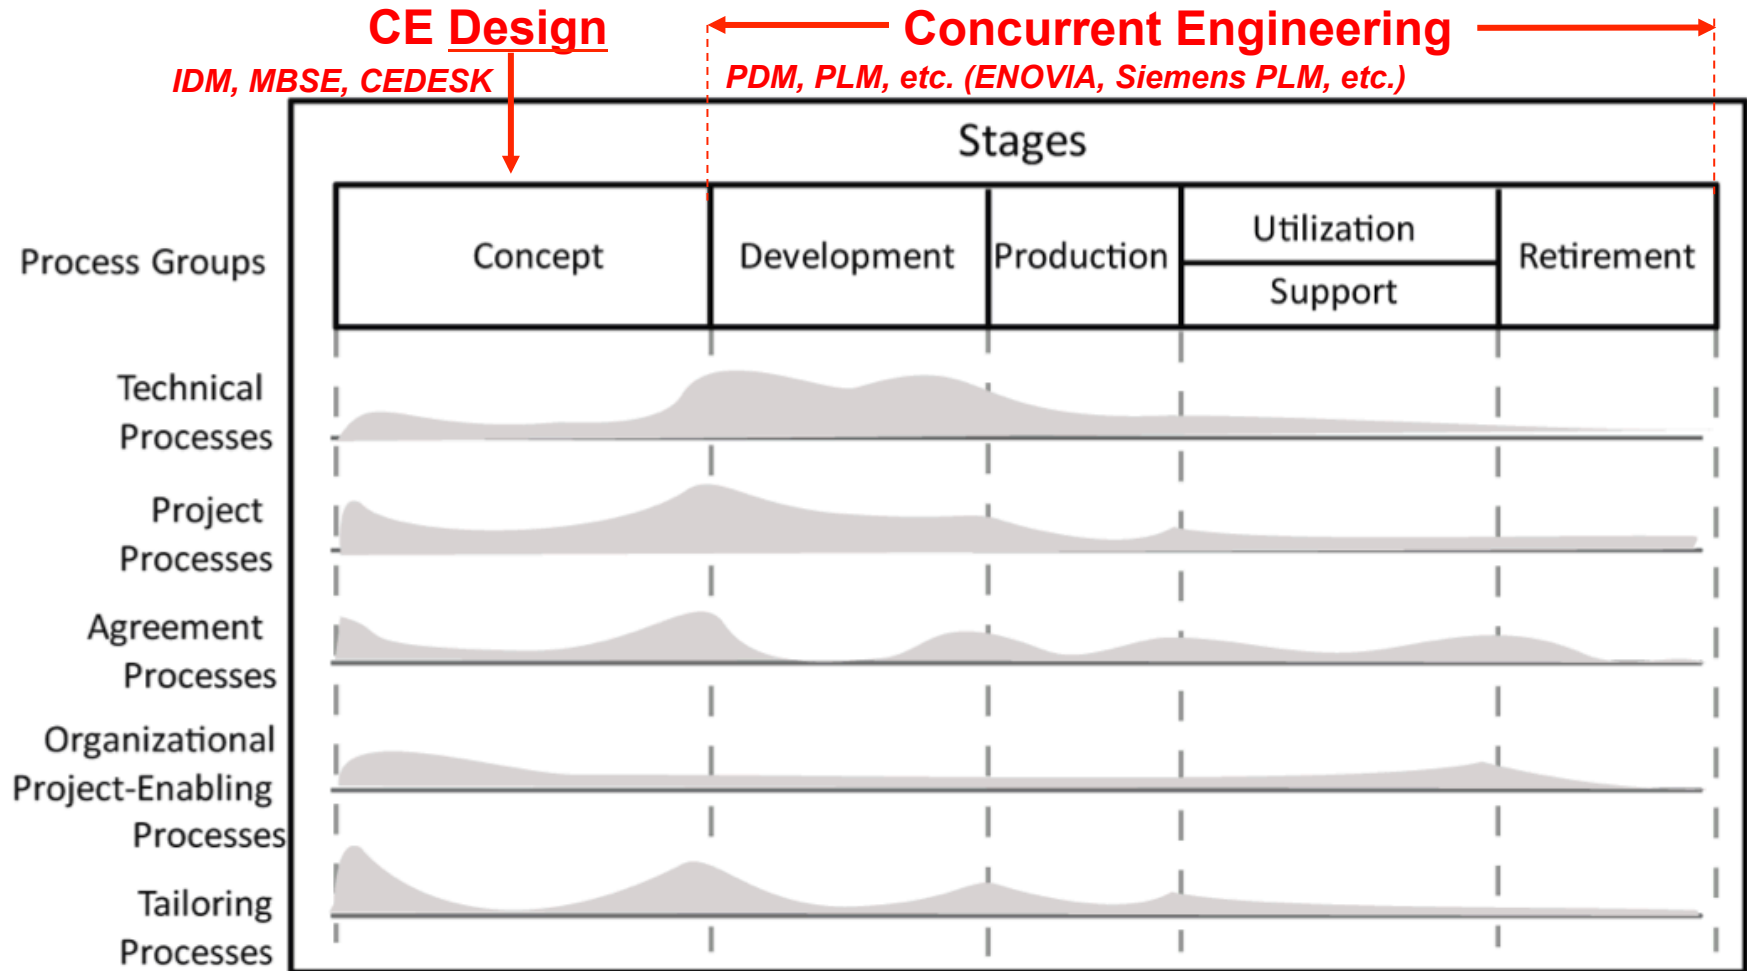 CE Design
Concurrent Engineering
IDM, MBSE, CEDESK
PDM, PLM, etc. (ENOVIA, Siemens PLM, etc.)
Stages
Process Groups
Concept
Development
Production
Utilization
Support
Retirement
Technical
Processes
Project
Processes
Agreement
Processes
Organizational
Project-Enabling
Processes
Tailoring
Processes